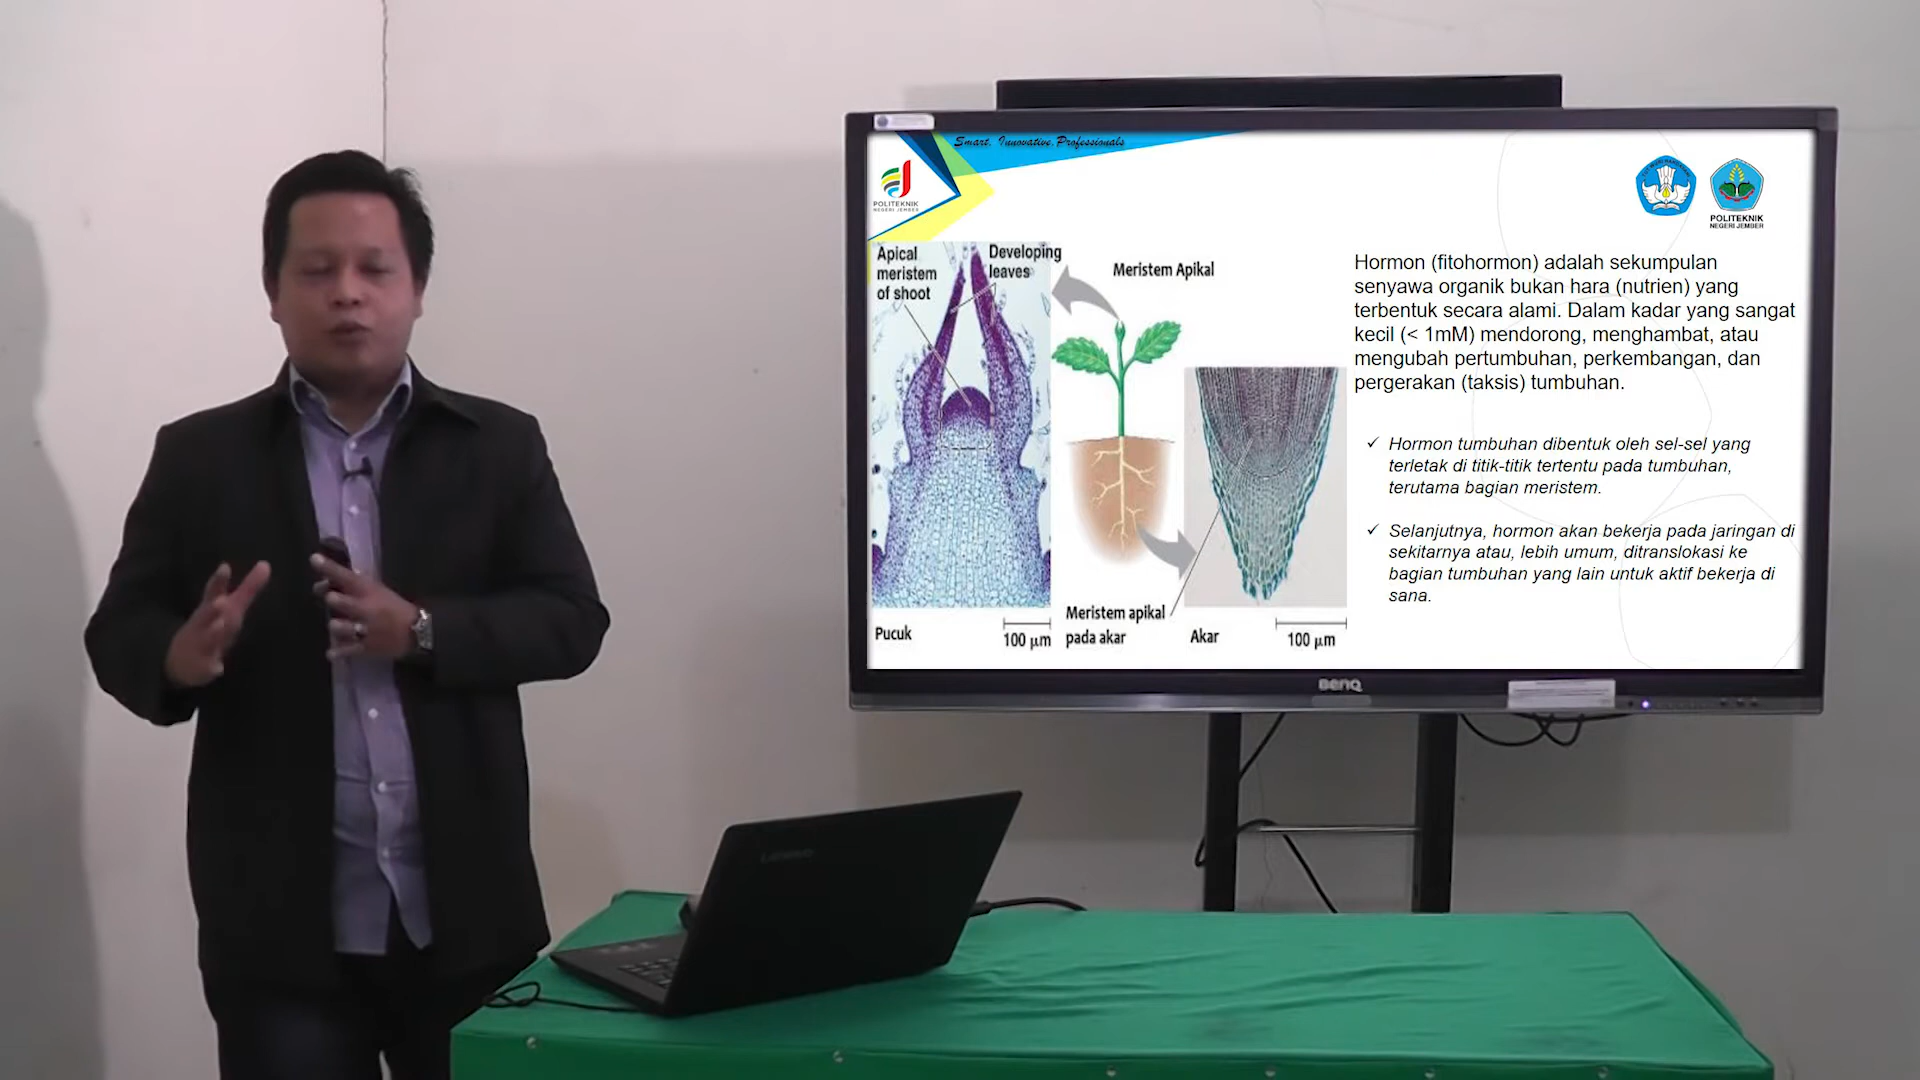 Smart, Innovative, Professionals
POLITEKNIK
NEGERI JEMBER
POLITEKNIK
NEGERI JEMBER
Apical
meristem
of shoot
Developing
leaves
Meristem Apikal
Pucuk
100 µm
Meristem apikal
pada akar
Akar
100 µm
Hormon (fitohormon) adalah sekumpulan
senyawa organik bukan hara (nutrien) yang
terbentuk secara alami. Dalam kadar yang sangat
kecil (< 1mM) mendorong, menghambat, atau
mengubah pertumbuhan, perkembangan, dan
pergerakan (taksis) tumbuhan.
✓ Hormon tumbuhan dibentuk oleh sel-sel yang
terletak di titik-titik tertentu pada tumbuhan,
terutama bagian meristem.
✓ Selanjutnya, hormon akan bekerja pada jaringan di
sekitarnya atau, lebih umum, ditranslokasi ke
bagian tumbuhan yang lain untuk aktif bekerja di
sana.
BenQ
Lenovo